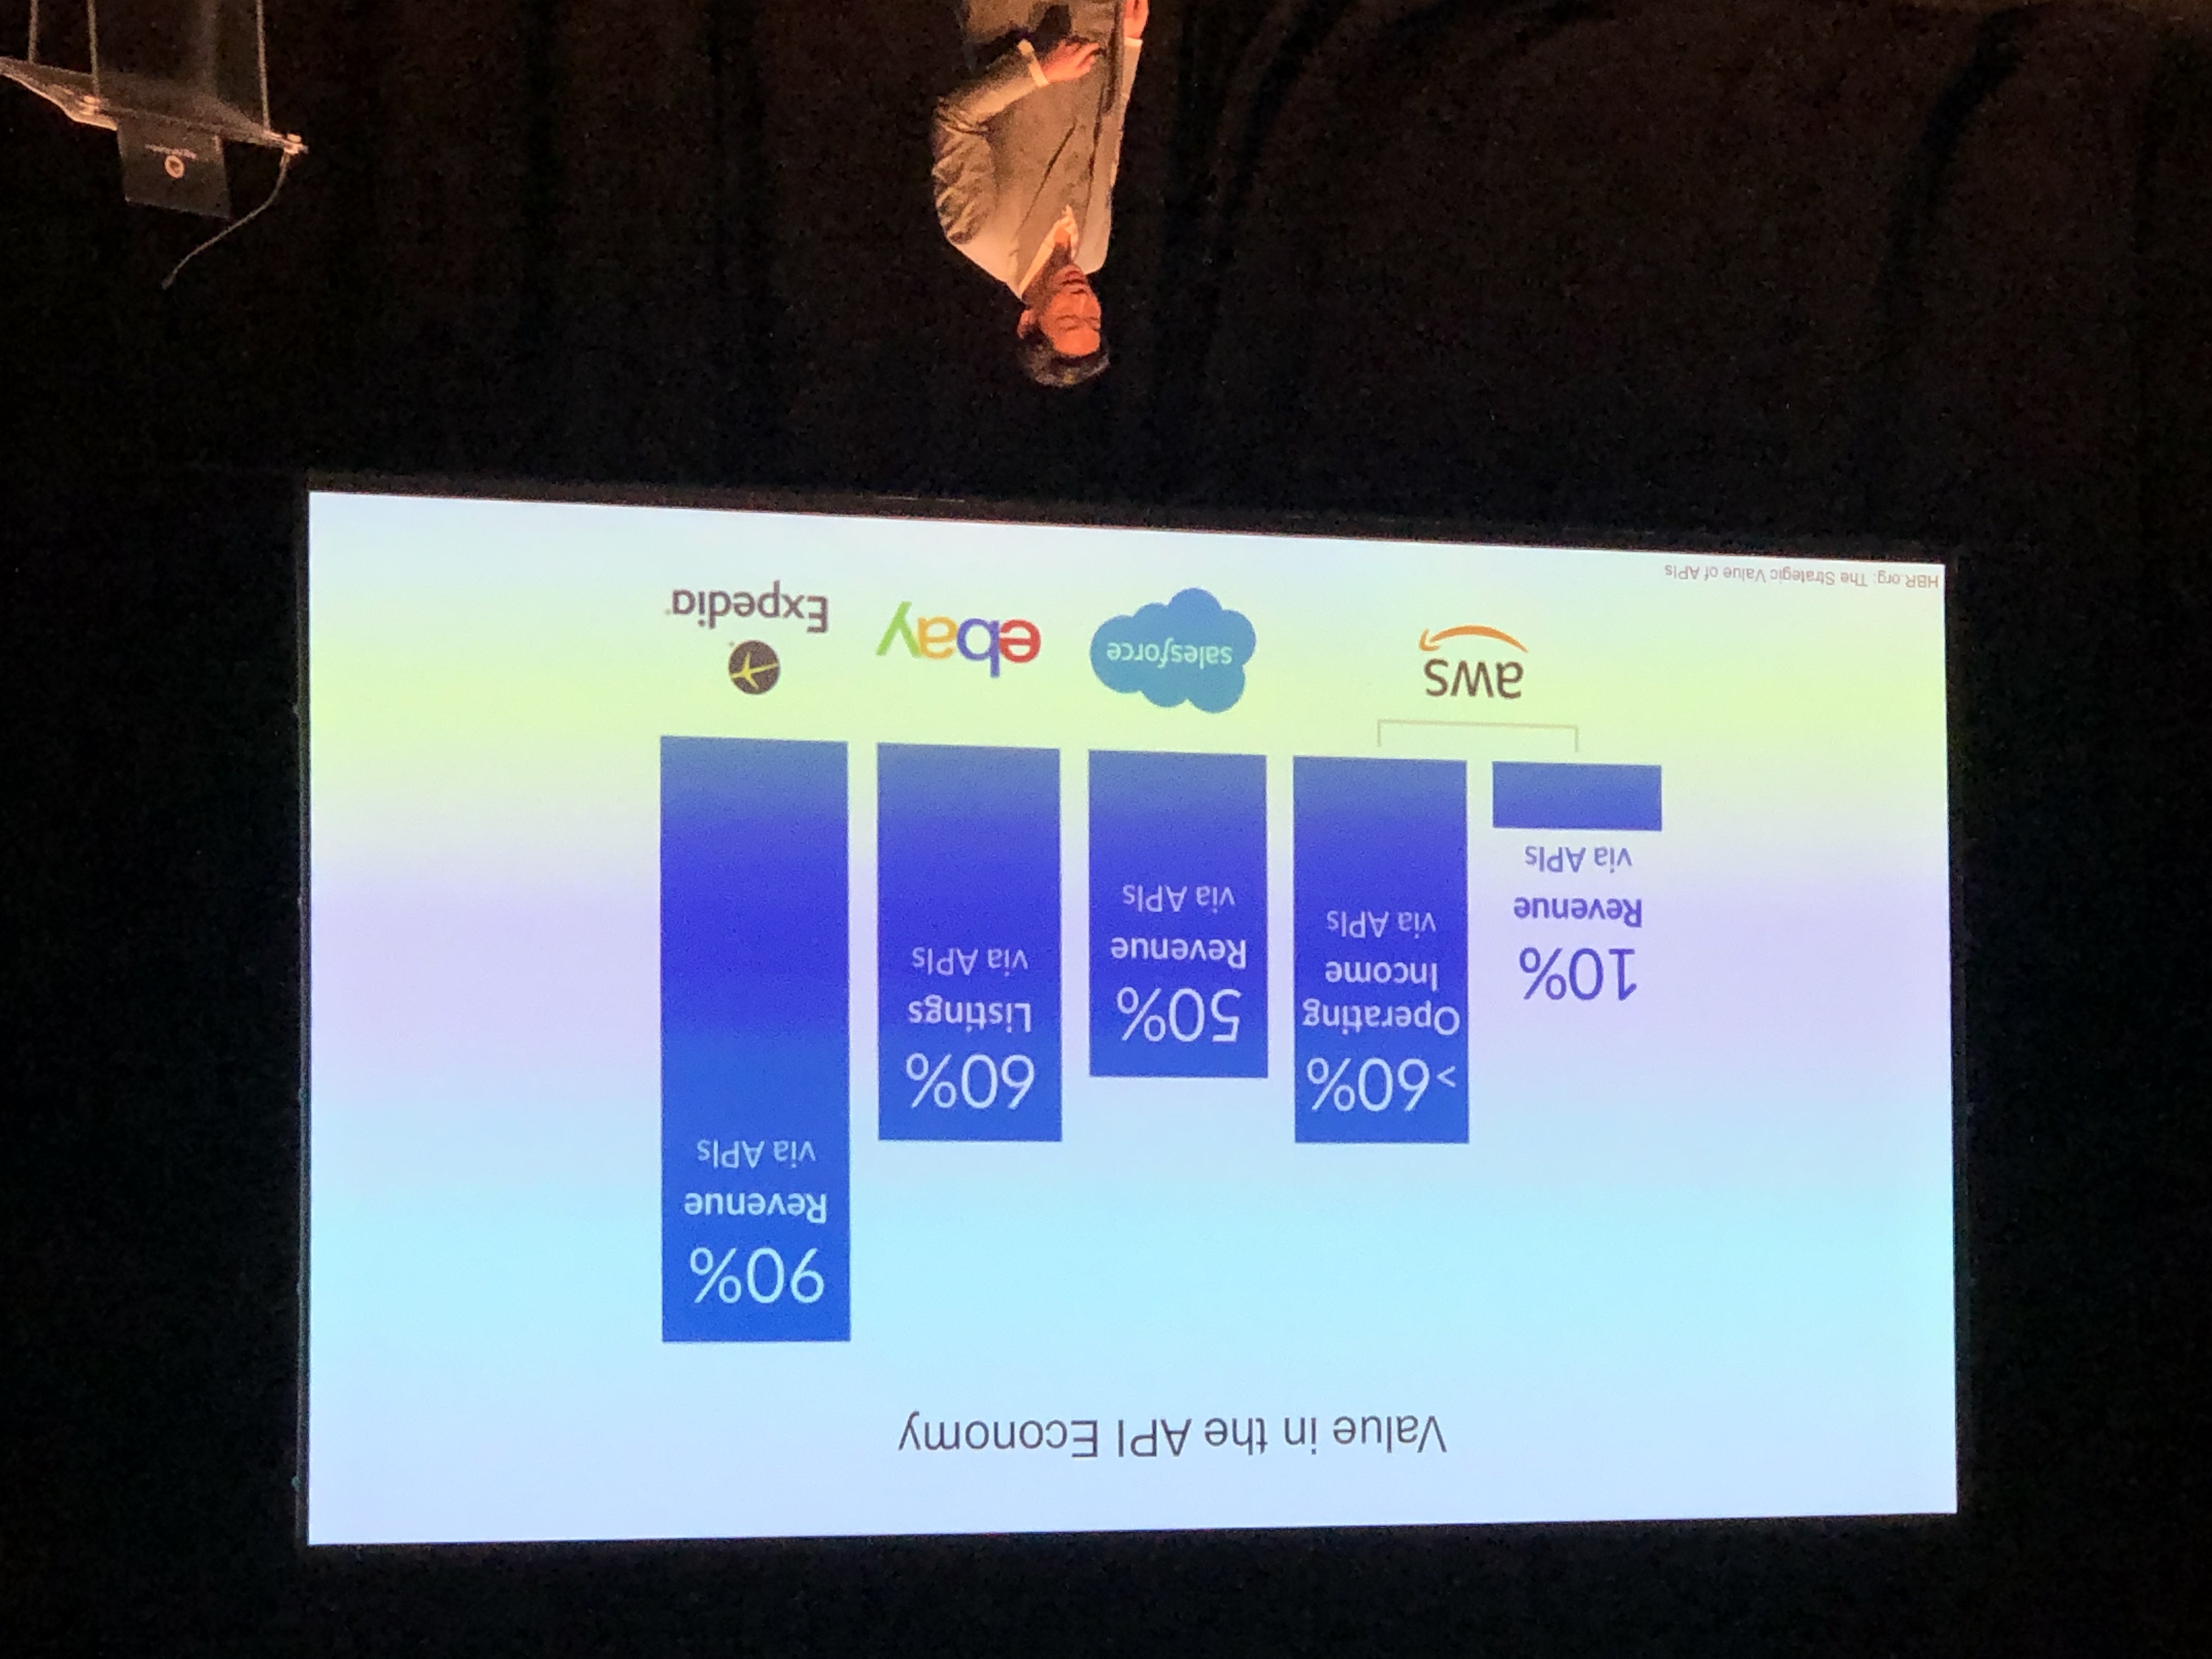 Value in the API Economy
10%
Revenue
via APIs
>60%
Operating
Income
via APIs
50%
Revenue
via APIs
60%
Listings
via APIs
90%
Revenue
via APIs
aws
salesforce
ebay
Expedia
HBR.org: The Strategic Value of APIs